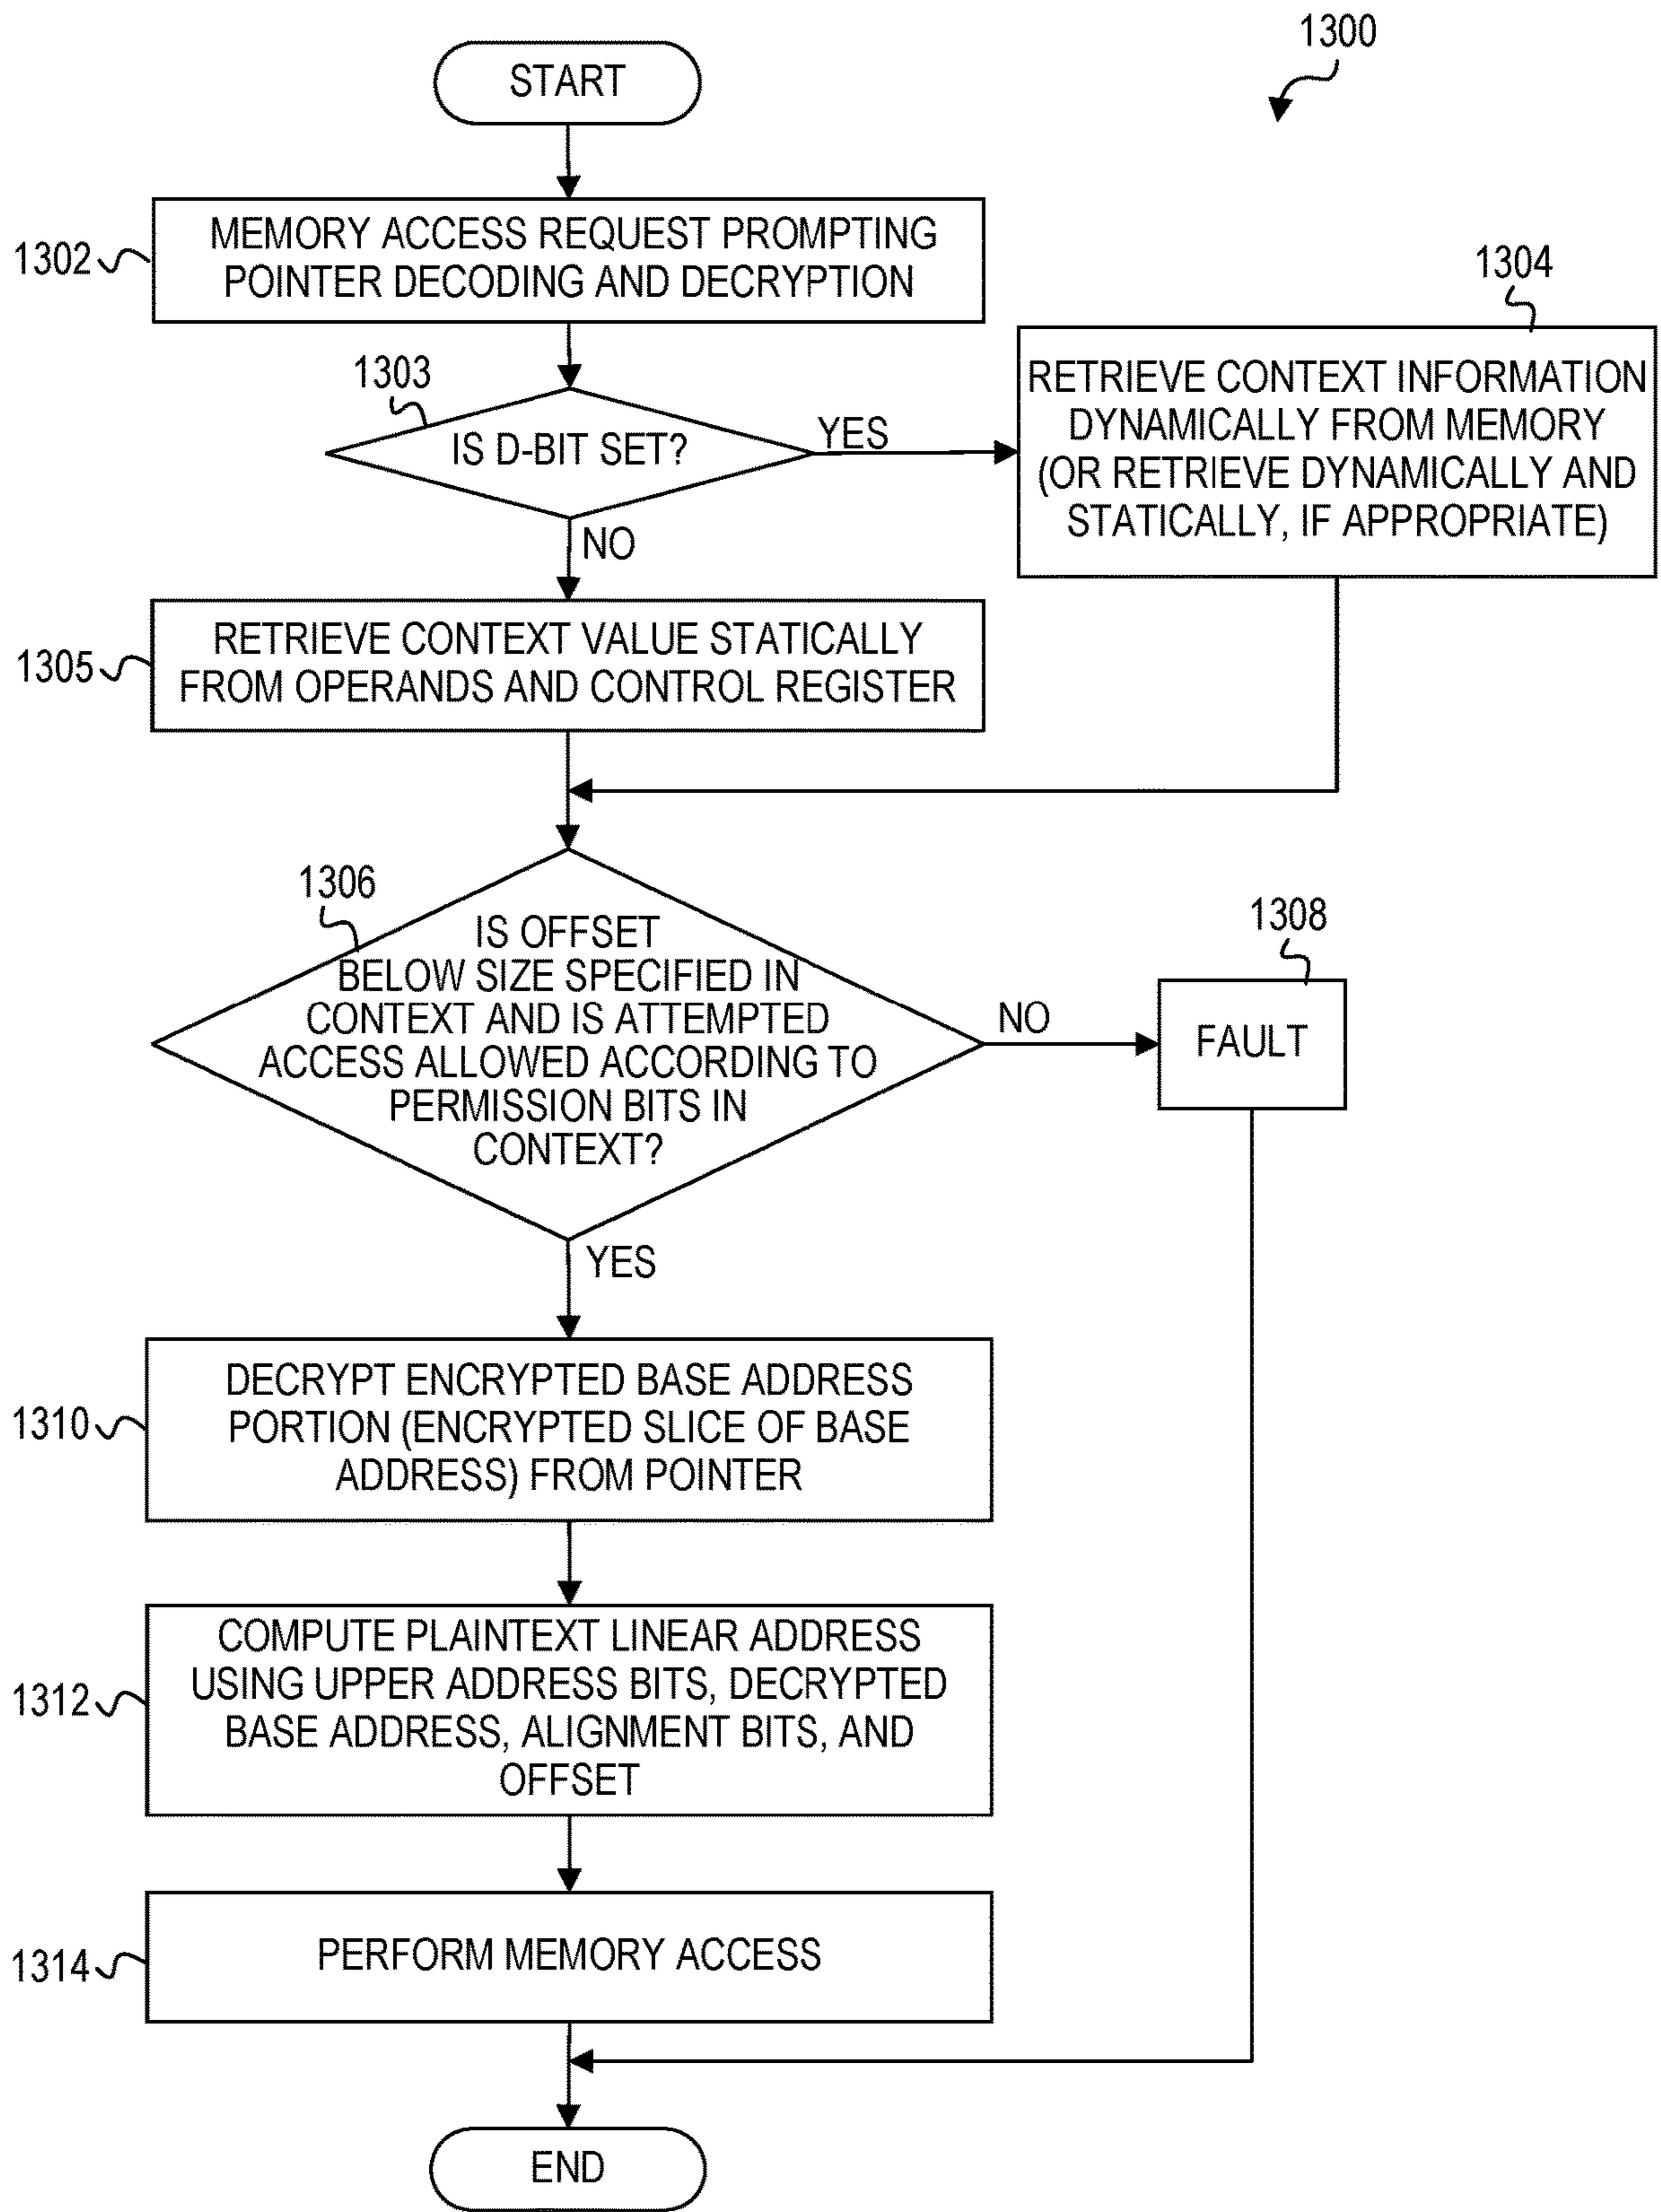 1300
START
1302
MEMORY ACCESS REQUEST PROMPTING
POINTER DECODING AND DECRYPTION
1303
IS D-BIT SET?
YES
NO
1304
RETRIEVE CONTEXT INFORMATION
DYNAMICALLY FROM MEMORY
(OR RETRIEVE DYNAMICALLY AND
STATICALLY, IF APPROPRIATE)
1305
RETRIEVE CONTEXT VALUE STATICALLY
FROM OPERANDS AND CONTROL REGISTER
1306
IS OFFSET
BELOW SIZE SPECIFIED IN
CONTEXT AND IS ATTEMPTED
ACCESS ALLOWED ACCORDING TO
PERMISSION BITS IN
CONTEXT?
NO
1308
FAULT
YES
1310
DECRYPT ENCRYPTED BASE ADDRESS
PORTION (ENCRYPTED SLICE OF BASE
ADDRESS) FROM POINTER
1312
COMPUTE PLAINTEXT LINEAR ADDRESS
USING UPPER ADDRESS BITS, DECRYPTED
BASE ADDRESS, ALIGNMENT BITS, AND
OFFSET
1314
PERFORM MEMORY ACCESS
END